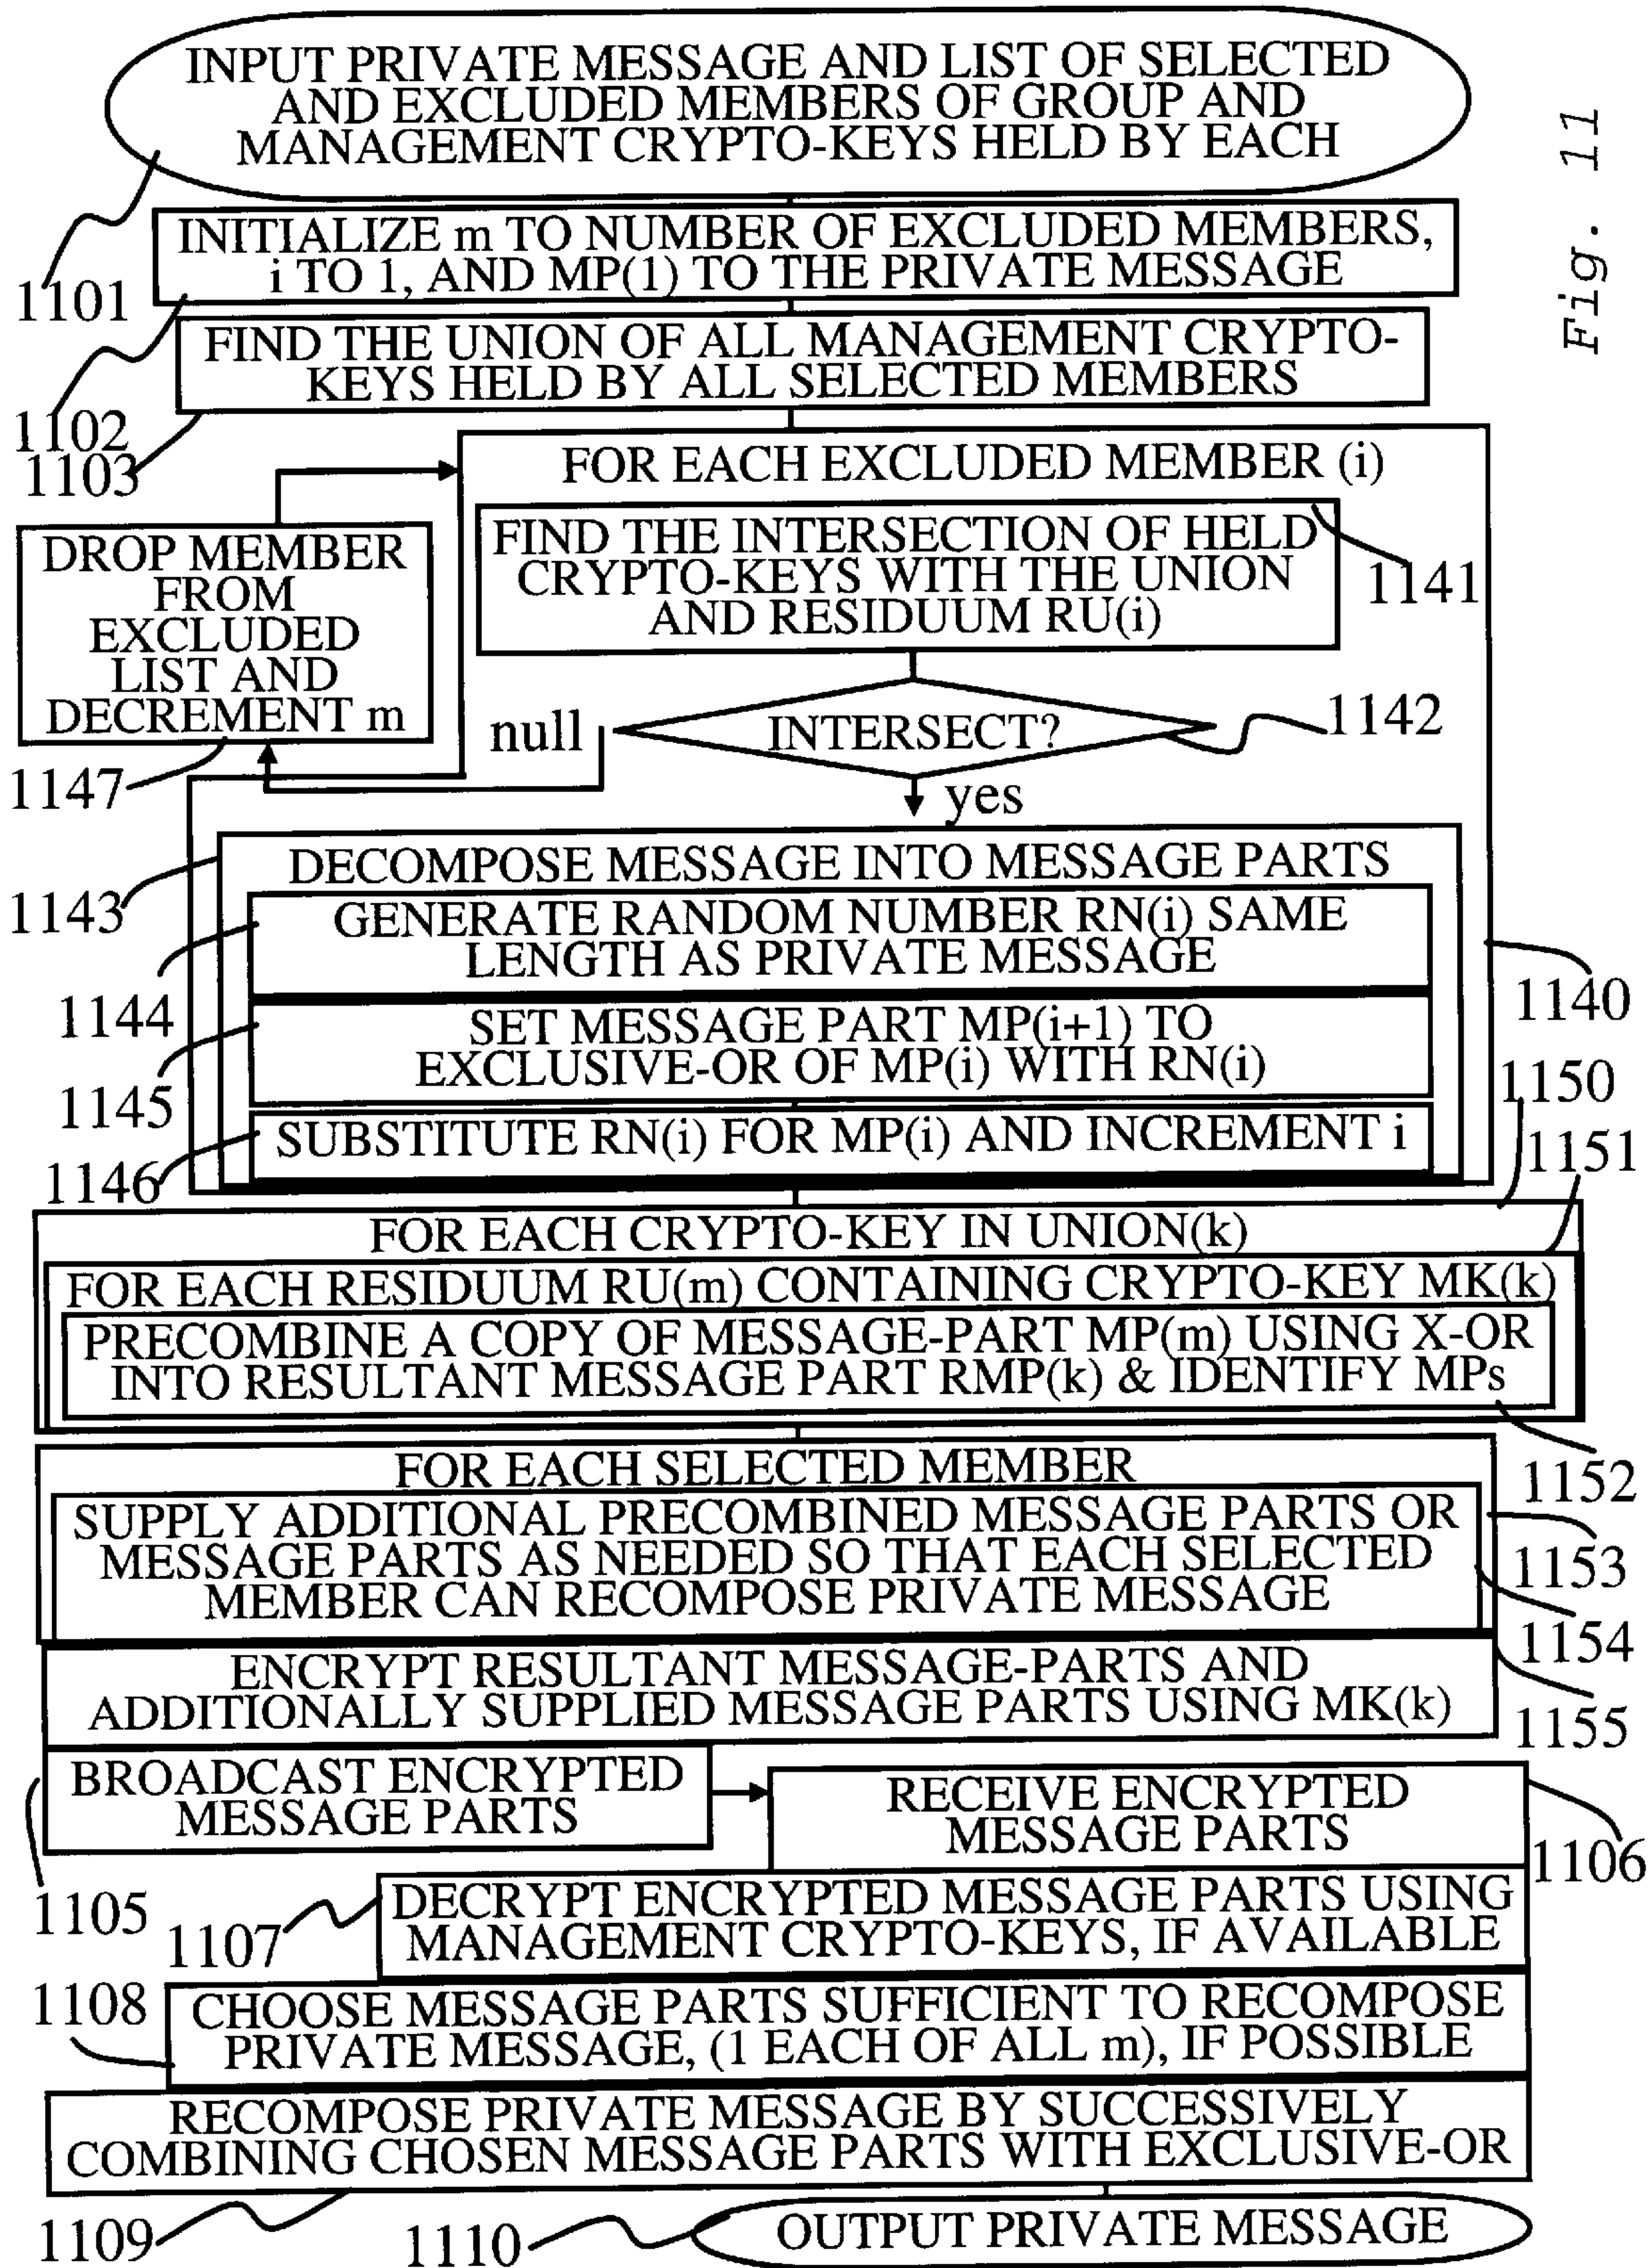 INPUT PRIVATE MESSAGE AND LIST OF SELECTED
AND EXCLUDED MEMBERS OF GROUP AND
MANAGEMENT CRYPTO-KEYS HELD BY EACH
Fig. 11
1101
INITIALIZE m TO NUMBER OF EXCLUDED MEMBERS,
i TO 1, AND MP(1) TO THE PRIVATE MESSAGE
1102
FIND THE UNION OF ALL MANAGEMENT CRYPTO-
KEYS HELD BY ALL SELECTED MEMBERS
1103
FOR EACH EXCLUDED MEMBER (i)
FIND THE INTERSECTION OF HELD
CRYPTO-KEYS WITH THE UNION
AND RESIDUUM RU(i)
1141
DROP MEMBER
FROM
EXCLUDED
LIST AND
DECREMENT m
1147
null
INTERSECT?
1142
yes
DECOMPOSE MESSAGE INTO MESSAGE PARTS
1143
GENERATE RANDOM NUMBER RN(i) SAME
LENGTH AS PRIVATE MESSAGE
1144
1140
SET MESSAGE PART MP(i+1) TO
EXCLUSIVE-OR OF MP(i) WITH RN(i)
1145
SUBSTITUTE RN(i) FOR MP(i) AND INCREMENT i
1146
1150
1151
FOR EACH CRYPTO-KEY IN UNION(k)
FOR EACH RESIDUUM RU(m) CONTAINING CRYPTO-KEY MK(k)
PRECOMBINE A COPY OF MESSAGE-PART MP(m) USING X-OR
INTO RESULTANT MESSAGE PART RMP(k) & IDENTIFY MPs
1152
FOR EACH SELECTED MEMBER
1153
SUPPLY ADDITIONAL PRECOMBINED MESSAGE PARTS OR
MESSAGE PARTS AS NEEDED SO THAT EACH SELECTED
MEMBER CAN RECOMPOSE PRIVATE MESSAGE
1154
ENCRYPT RESULTANT MESSAGE-PARTS AND
ADDITIONALLY SUPPLIED MESSAGE PARTS USING MK(k)
1155
BROADCAST ENCRYPTED
MESSAGE PARTS
1105
RECEIVE ENCRYPTED
MESSAGE PARTS
1106
1107
DECRYPT ENCRYPTED MESSAGE PARTS USING
MANAGEMENT CRYPTO-KEYS, IF AVAILABLE
1108
CHOOSE MESSAGE PARTS SUFFICIENT TO RECOMPOSE
PRIVATE MESSAGE, (1 EACH OF ALL m), IF POSSIBLE
RECOMPOSE PRIVATE MESSAGE BY SUCCESSIVELY
COMBINING CHOSEN MESSAGE PARTS WITH EXCLUSIVE-OR
1109
1110
OUTPUT PRIVATE MESSAGE